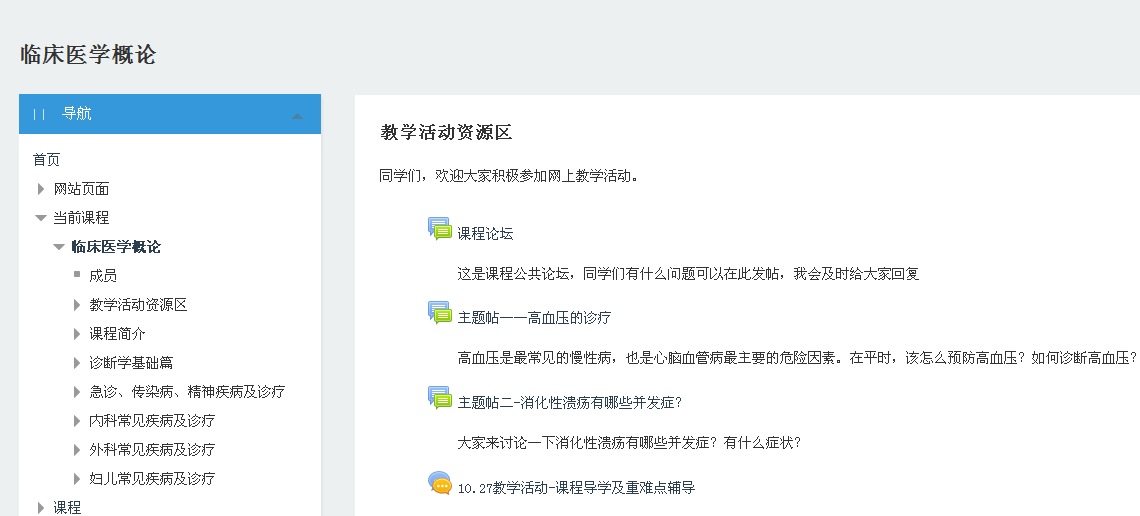 临床医学概论
导航
首页
网站页面
当前课程
临床医学概论
成员
教学活动资源区
课程简介
诊断学基础篇
急诊、传染病、精神疾病及诊疗
内科常见疾病及诊疗
外科常见疾病及诊疗
妇儿常见疾病及诊疗
课程
教学活动资源区
同学们，欢迎大家积极参加网上教学活动。
课程论坛
这是课程公共论坛，同学们有什么问题可以在此发帖，我会及时给大家回复
主题帖一——高血压的诊疗
高血压是最常见的慢性病，也是心脑血管病最主要的危险因素。在平时，该怎么预防高血压？如何诊断高血压？
主题帖二-消化性溃疡有哪些并发症？
大家来讨论一下消化性溃疡有哪些并发症？有什么症状？
10.27教学活动-课程导学及重难点辅导